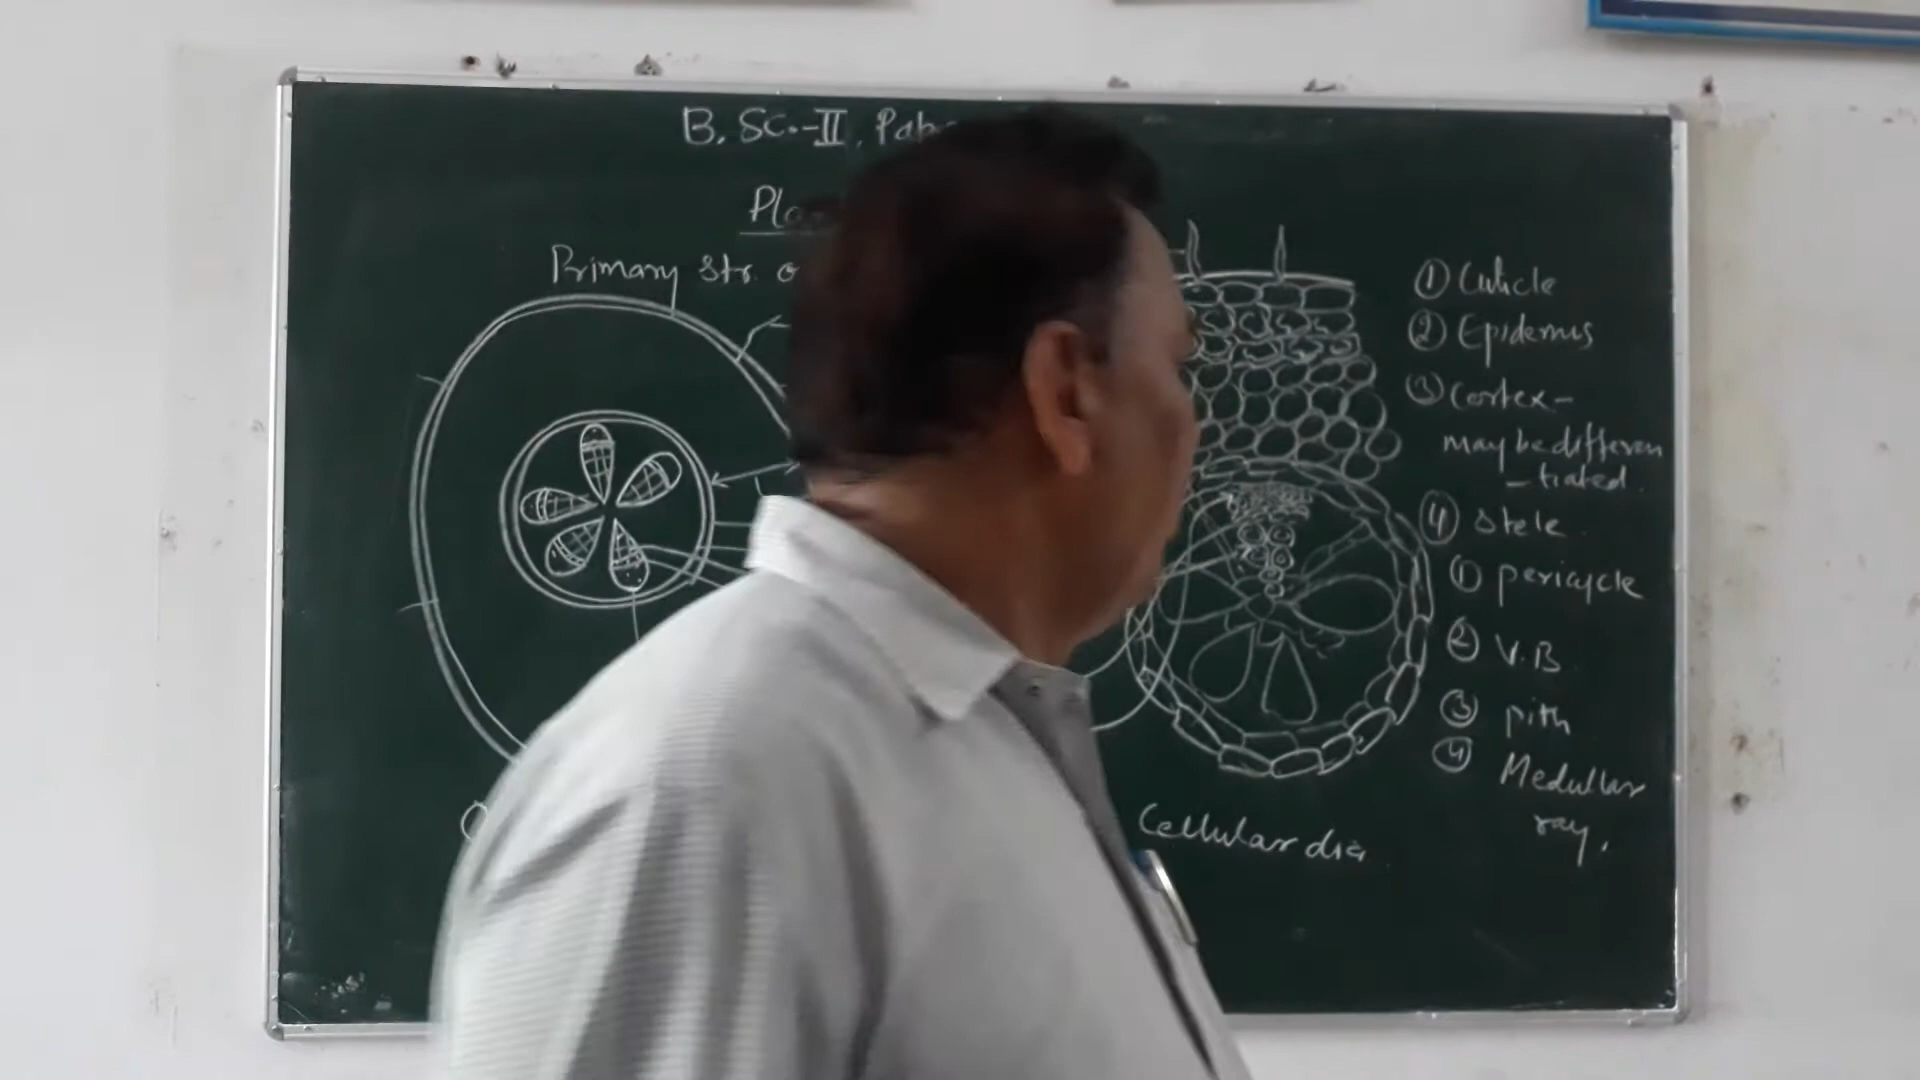 B. Sc.-II, Pap
Pla
Primary Str. o
① Cuticle
② Epidermis
③ Cortex -
may be differen
- tiated.
④ Stele
① pericycle
② V.B
③ pith
④ Medullar
ray.
Cellular dia.